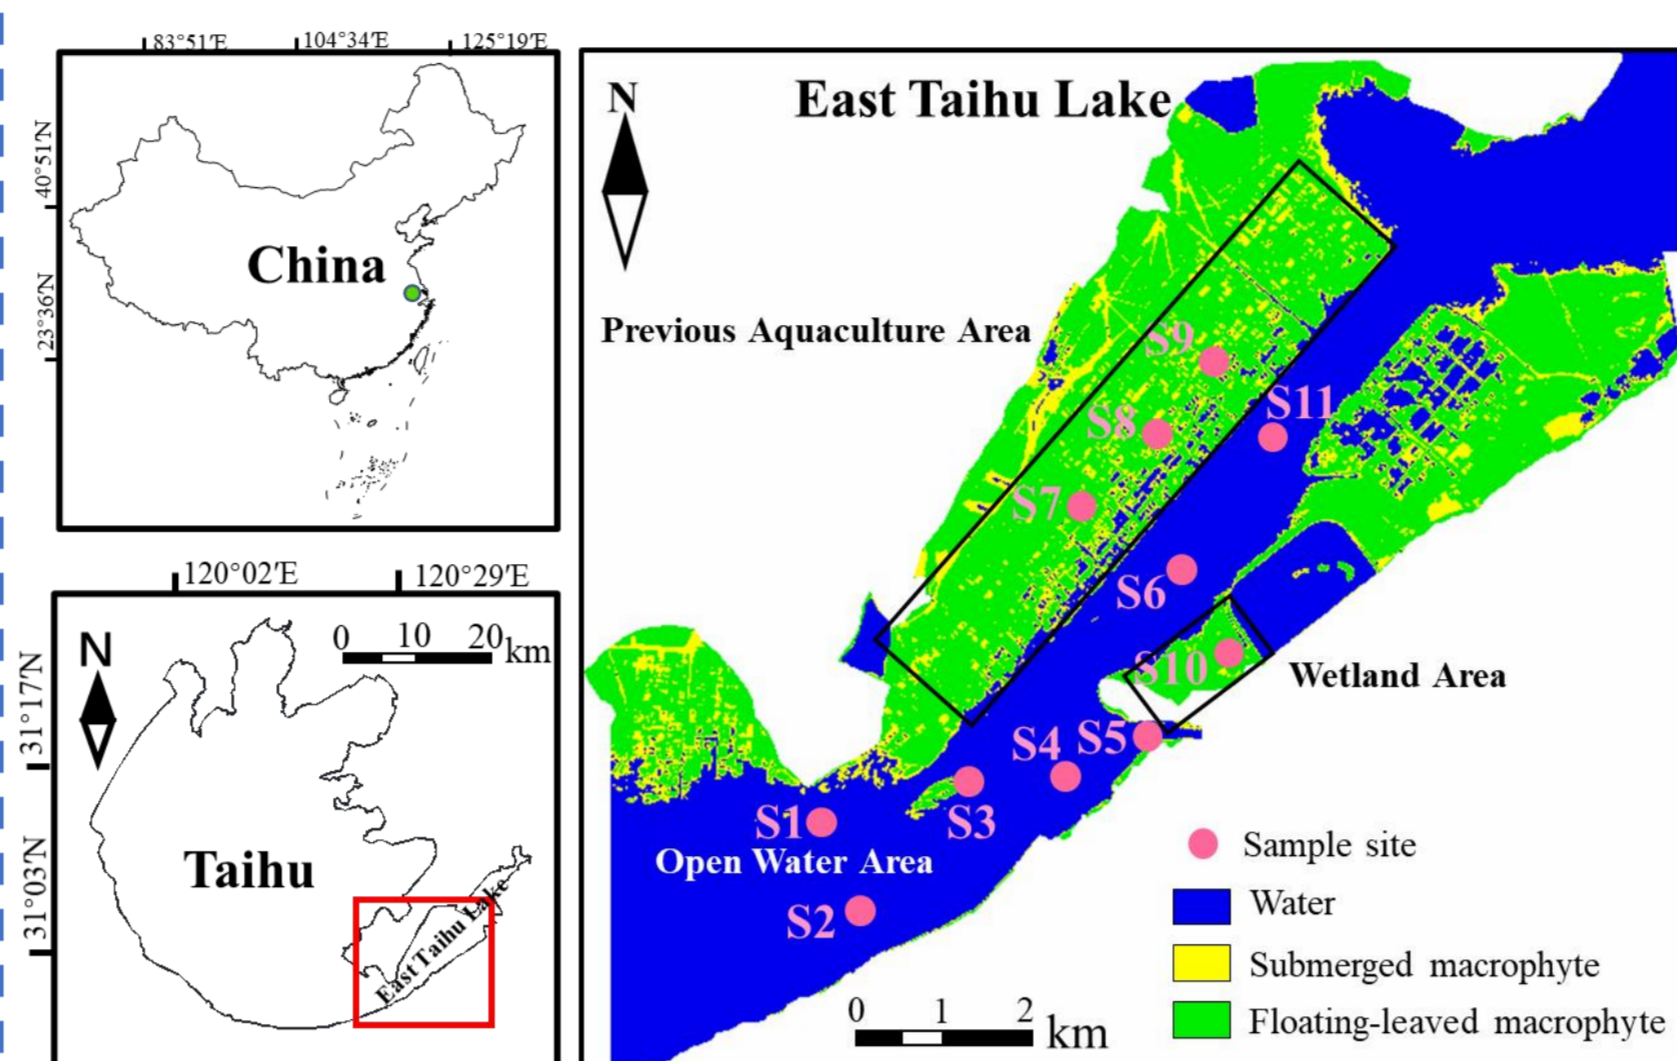 83°51′E 104°34′E 125°19′E
40°51′N
23°36′N
China
120°02′E 120°29′E
31°17′N
31°03′N
N
0 10 20 km
Taihu
East Taihu Lake
N
East Taihu Lake
Previous Aquaculture Area
S9
S11
S8
S7
S6
S10
Wetland Area
S4 S5
S1
S3
Open Water Area
S2
Sample site
Water
Submerged macrophyte
Floating-leaved macrophyte
0 1 2 km